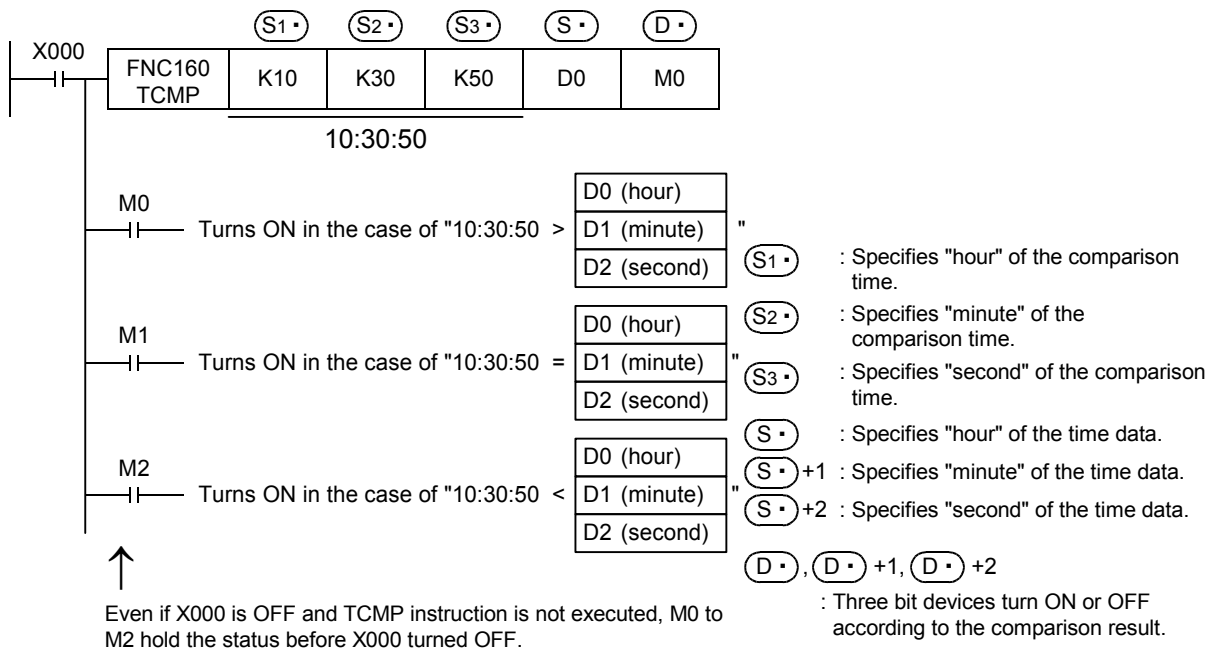 S1· S2· S3· S· D·
X000
FNC160 TCMP K10 K30 K50 D0 M0
10:30:50
M0
Turns ON in the case of "10:30:50 >
D0 (hour)
D1 (minute) "
D2 (second)
M1
Turns ON in the case of "10:30:50 =
D0 (hour)
D1 (minute) "
D2 (second)
M2
Turns ON in the case of "10:30:50 <
D0 (hour)
D1 (minute) "
D2 (second)
Even if X000 is OFF and TCMP instruction is not executed, M0 to
M2 hold the status before X000 turned OFF.
S1· : Specifies "hour" of the comparison
time.
S2· : Specifies "minute" of the
comparison time.
S3· : Specifies "second" of the comparison
time.
S· : Specifies "hour" of the time data.
S· +1 : Specifies "minute" of the time data.
S· +2 : Specifies "second" of the time data.
D· , D· +1, D· +2
: Three bit devices turn ON or OFF
according to the comparison result.